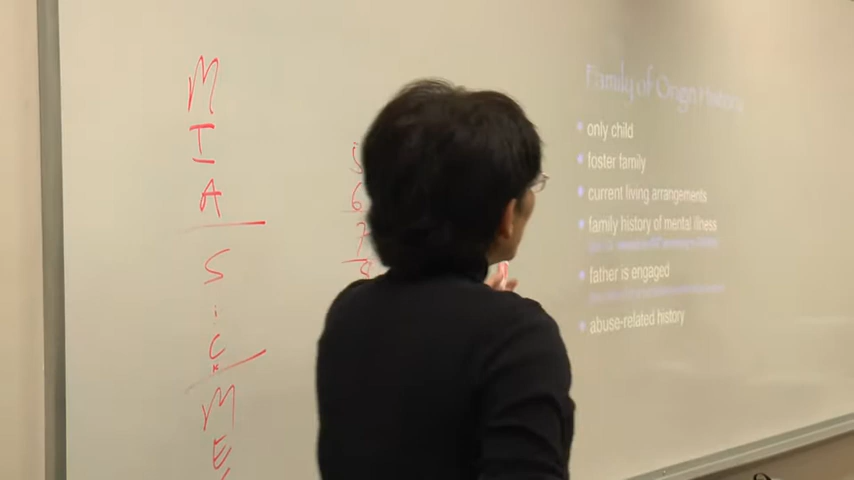 M
I
A
S
i
C
K
M
E
5
6
7
8
Family of Origin History
• only child
• foster family
• current living arrangements
• family history of mental illness
• father is engaged
• abuse-related history